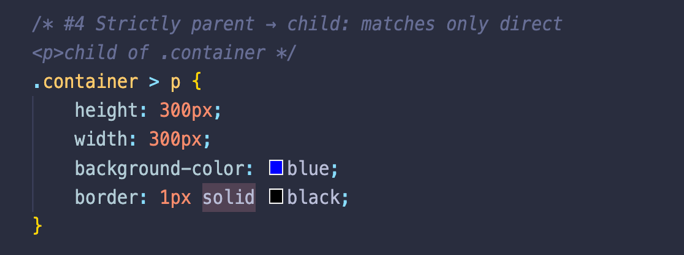 /* #4 Strictly parent → child: matches only direct
<p>child of .container */
.container > p {
height: 300px;
width: 300px;
background-color: blue;
border: 1px solid black;
}